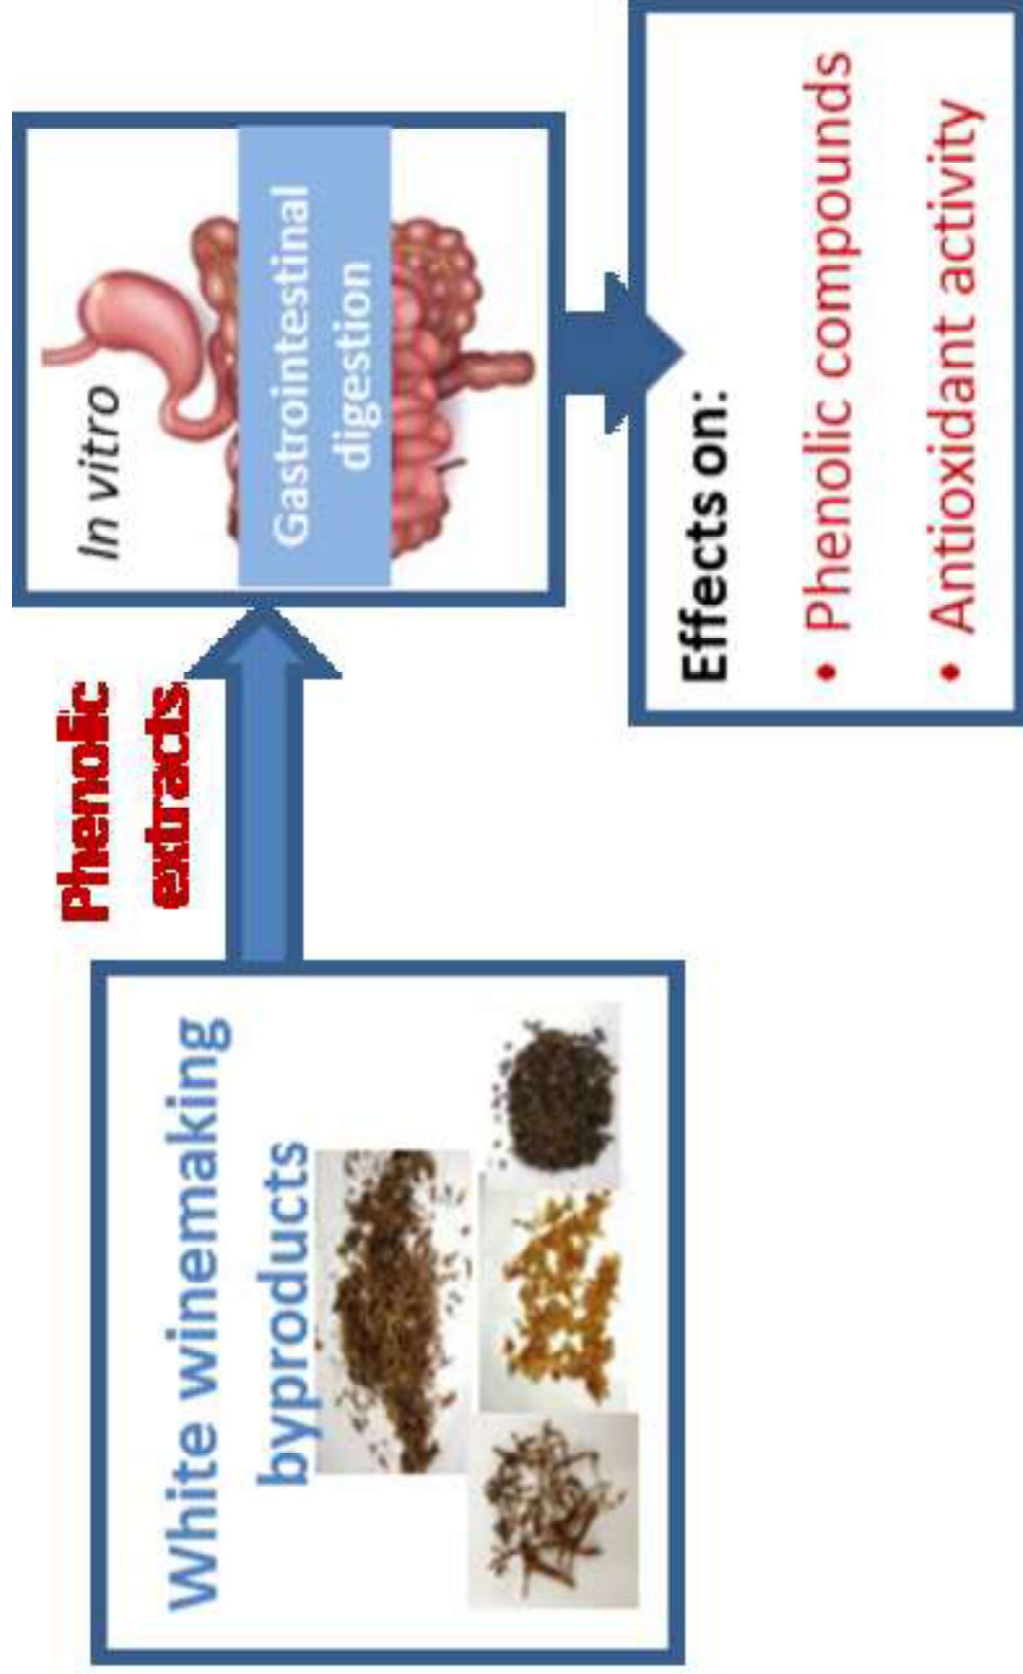 White winemaking
byproducts
Phenolic
extracts
In vitro
Gastrointestinal
digestion
Effects on:
• Phenolic compounds
• Antioxidant activity